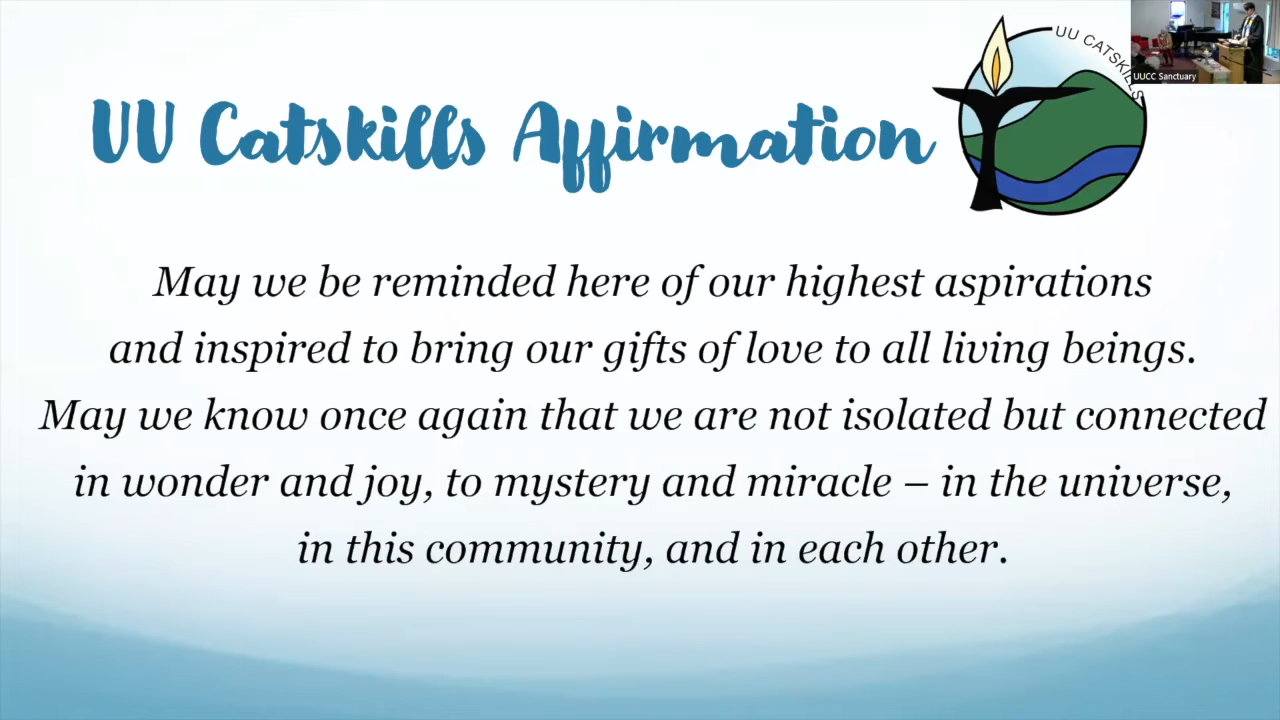 UU CATSKILLS
UUCC Sanctuary
UU Catskills Affirmation
May we be reminded here of our highest aspirations
and inspired to bring our gifts of love to all living beings.
May we know once again that we are not isolated but connected
in wonder and joy, to mystery and miracle – in the universe,
in this community, and in each other.